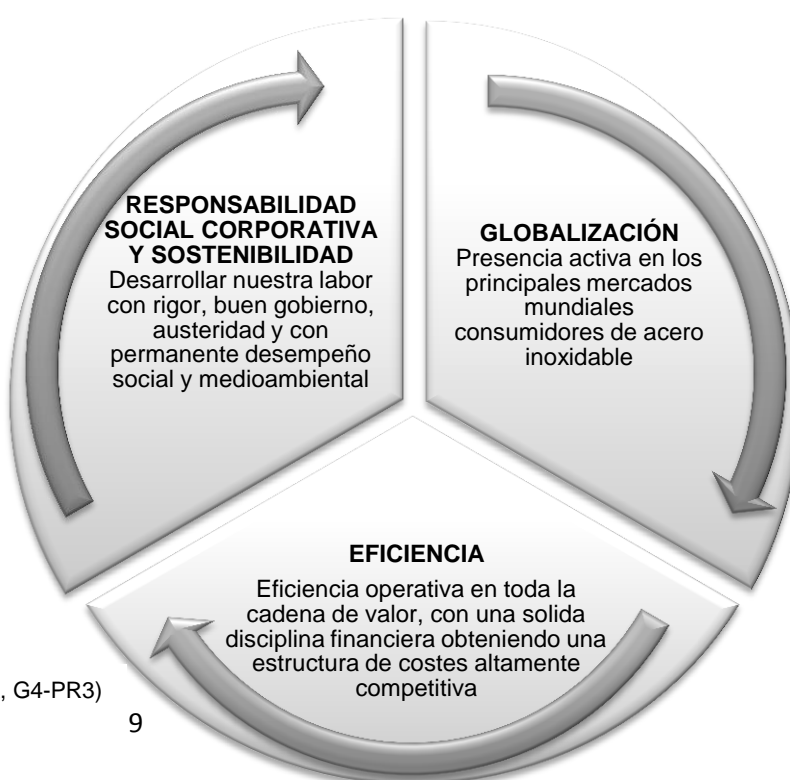 RESPONSABILIDAD
SOCIAL CORPORATIVA
Y SOSTENIBILIDAD
Desarrollar nuestra labor
con rigor, buen gobierno,
austeridad y con
permanente desempeño
social y medioambiental
GLOBALIZACIÓN
Presencia activa en los
principales mercados
mundiales
consumidores de acero
inoxidable
EFICIENCIA
Eficiencia operativa en toda la
cadena de valor, con una solida
disciplina financiera obteniendo una
estructura de costes altamente
competitiva
, G4-PR3)
9